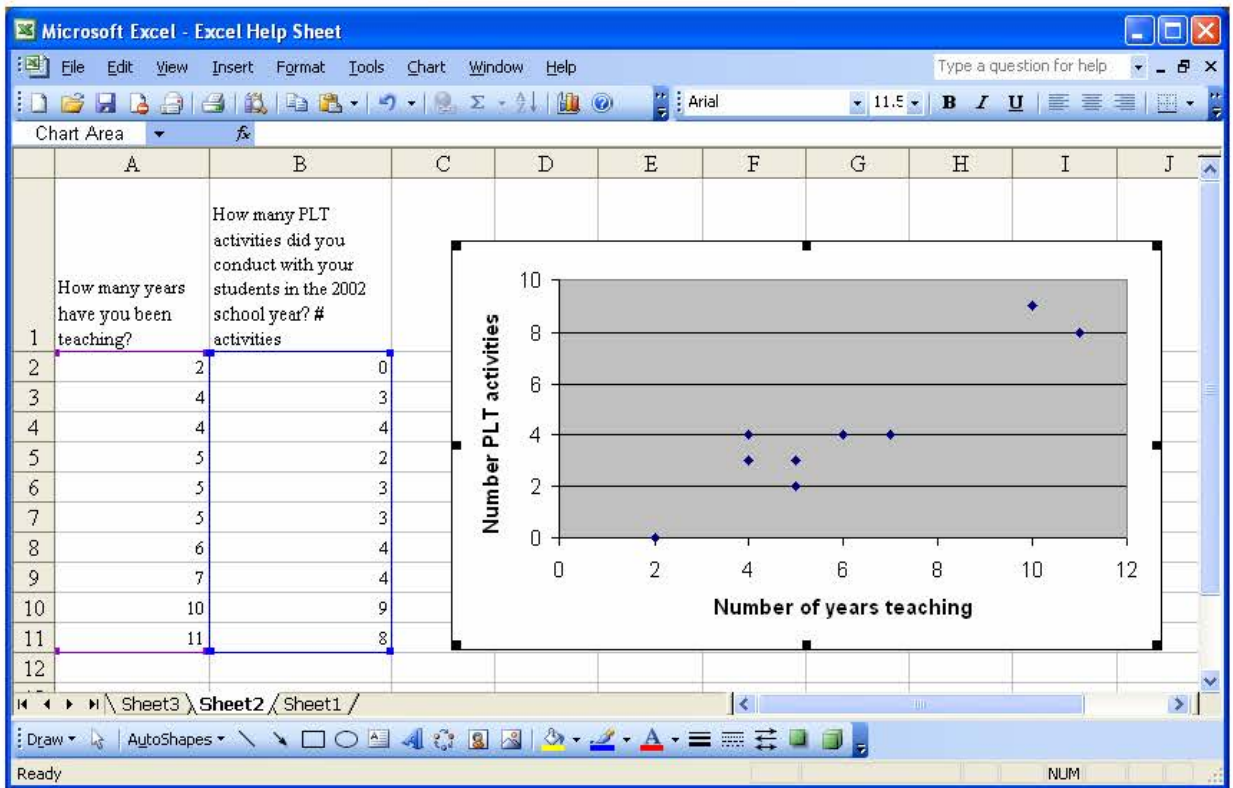 Microsoft Excel - Excel Help Sheet
File Edit View Insert Format Tools Chart Window Help Type a question for help
Arial 11.5 B I U
Chart Area fx
A B C D E F G H I J
1
How many years
have you been
teaching?
How many PLT
activities did you
conduct with your
students in the 2002
school year? #
activities
2 2 0
3 4 3
4 4 4
5 5 2
6 5 3
7 5 3
8 6 4
9 7 4
10 10 9
11 11 8
12
Number PLT activities
10
8
6
4
2
0
0 2 4 6 8 10 12
Number of years teaching
Sheet3 Sheet2 Sheet1
Draw AutoShapes A
Ready NUM